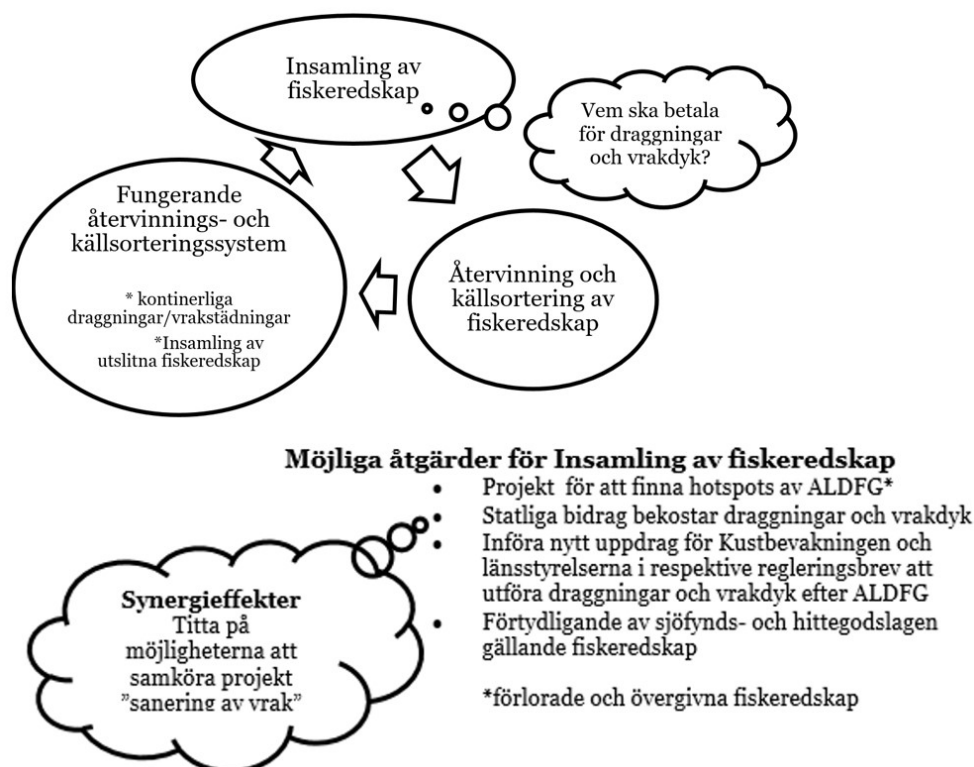 Insamling av
fiskeredskap
Vem ska betala
för draggningar
och vrakdyk?
Fungerande
återvinnings- och
källsorteringssystem
* kontinerliga
draggningar/vrakstädningar
*Insamling av
utslitna fiskeredskap
Återvinning och
källsortering av
fiskeredskap
Möjliga åtgärder för Insamling av fiskeredskap
• Projekt för att finna hotspots av ALDFG*
• Statliga bidrag bekostar draggningar och vrakdyk
• Införa nytt uppdrag för Kustbevakningen och
länsstyrelserna i respektive regleringsbrev att
utföra draggningar och vrakdyk efter ALDFG
• Förtydligande av sjöfynds- och hittegodslagen
gällande fiskeredskap
*förlorade och övergivna fiskeredskap
Synergieffekter
Titta på
möjligheterna att
samköra projekt
”sanering av vrak”